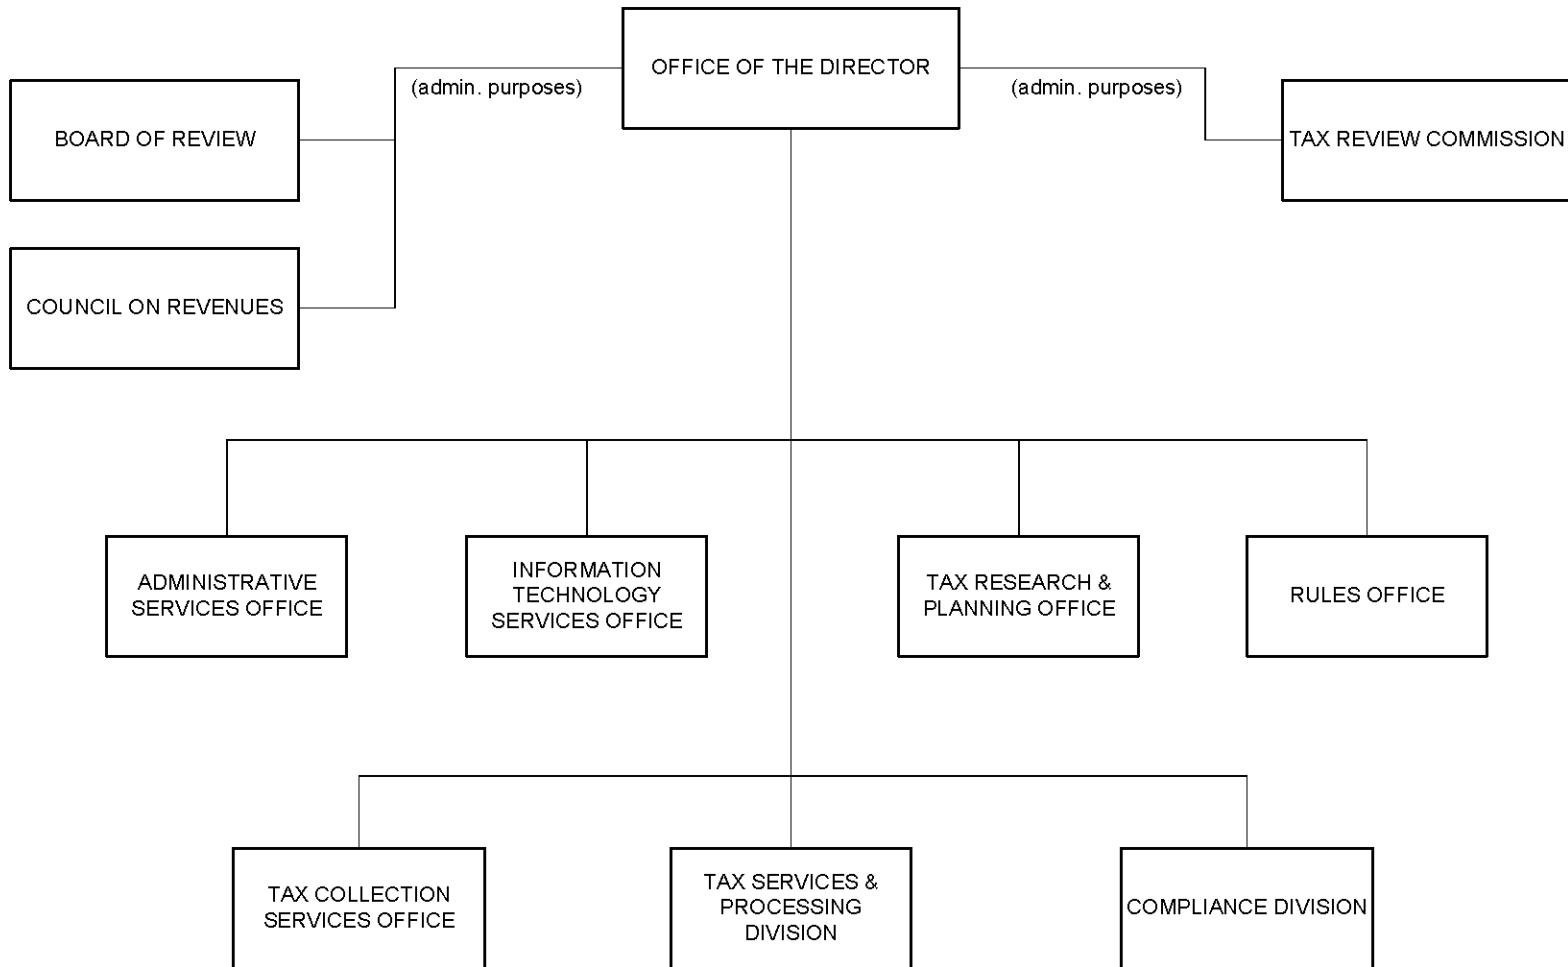 OFFICE OF THE DIRECTOR
(admin. purposes)
(admin. purposes)
BOARD OF REVIEW
TAX REVIEW COMMISSION
COUNCIL ON REVENUES
ADMINISTRATIVE
SERVICES OFFICE
INFORMATION
TECHNOLOGY
SERVICES OFFICE
TAX RESEARCH &
PLANNING OFFICE
RULES OFFICE
TAX COLLECTION
SERVICES OFFICE
TAX SERVICES &
PROCESSING
DIVISION
COMPLIANCE DIVISION